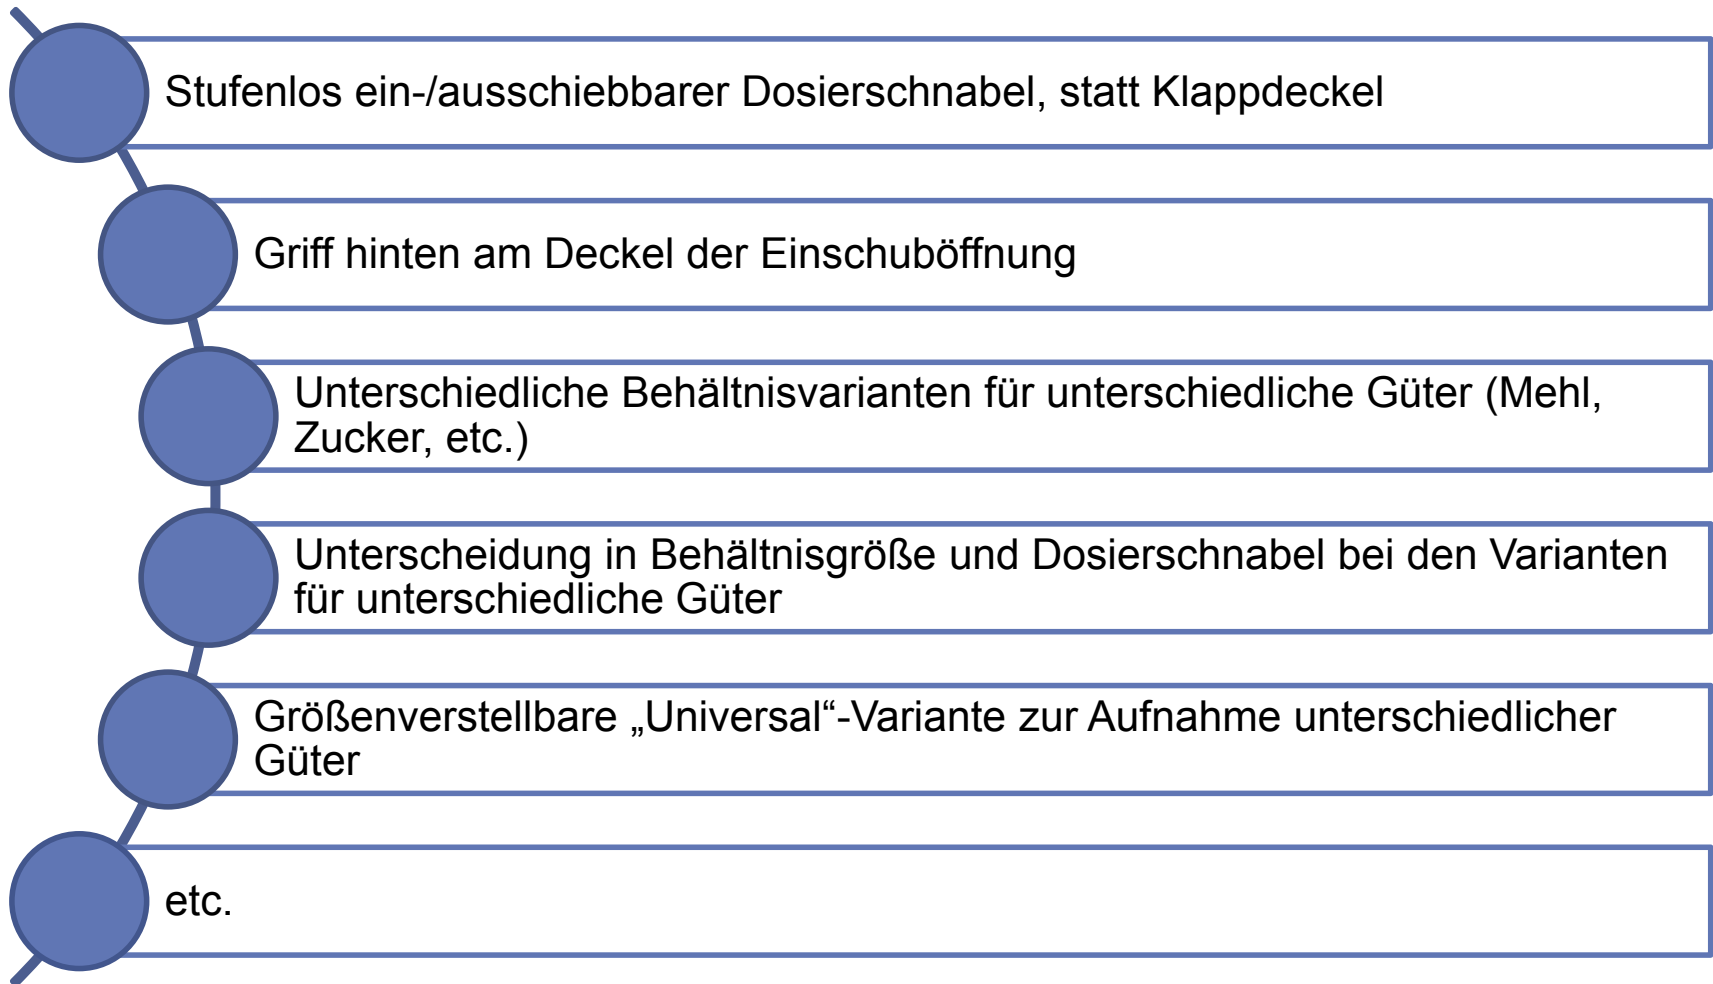 Stufenlos ein-/ausschiebbarer Dosierschnabel, statt Klappdeckel
Griff hinten am Deckel der Einschuböffnung
Unterschiedliche Behältnisvarianten für unterschiedliche Güter (Mehl,
Zucker, etc.)
Unterscheidung in Behältnisgröße und Dosierschnabel bei den Varianten
für unterschiedliche Güter
Größenverstellbare „Universal“-Variante zur Aufnahme unterschiedlicher
Güter
etc.